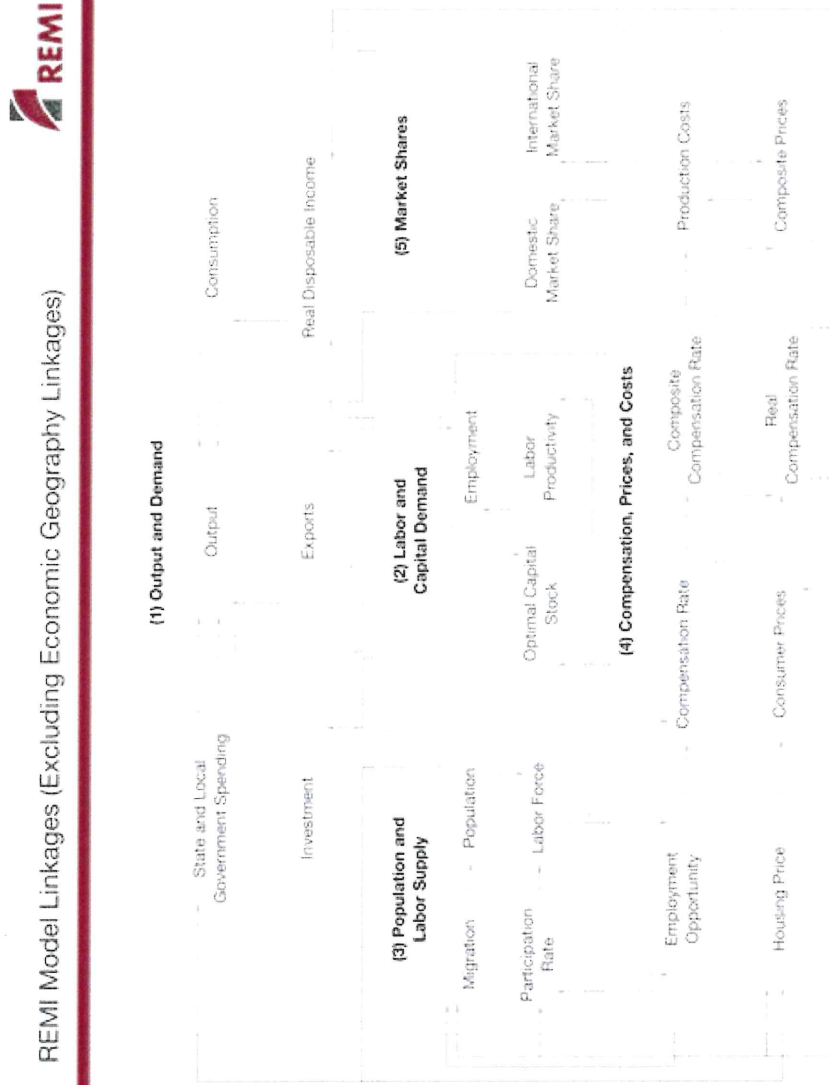 REMI Model Linkages (Excluding Economic Geography Linkages)
REMI
(1) Output and Demand
State and Local
Government Spending
Output
Consumption
Investment
Exports
Real Disposable Income
(3) Population and
Labor Supply
Migration
Population
Participation
Rate
Labor Force
(2) Labor and
Capital Demand
Employment
Optimal Capital
Stock
Labor
Productivity
(5) Market Shares
Domestic
Market Share
International
Market Share
(4) Compensation, Prices, and Costs
Employment
Opportunity
Compensation Rate
Composite
Compensation Rate
Production Costs
Housing Price
Consumer Prices
Real
Compensation Rate
Composite Prices